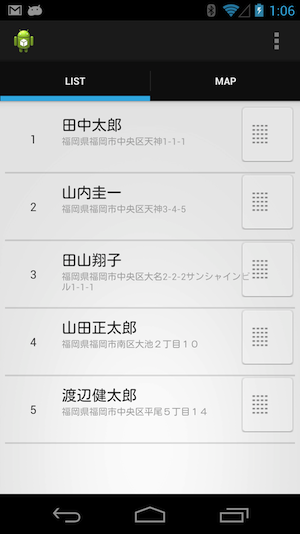 1:06
LIST
MAP
1
田中太郎
福岡県福岡市中央区天神1-1-1
2
山内圭一
福岡県福岡市中央区天神3-4-5
3
田山翔子
福岡県福岡市中央区大名2-2-2サンシャインビ
ル1-1-1
4
山田正太郎
福岡県福岡市南区大池２丁目１０
5
渡辺健太郎
福岡県福岡市中央区平尾５丁目１４